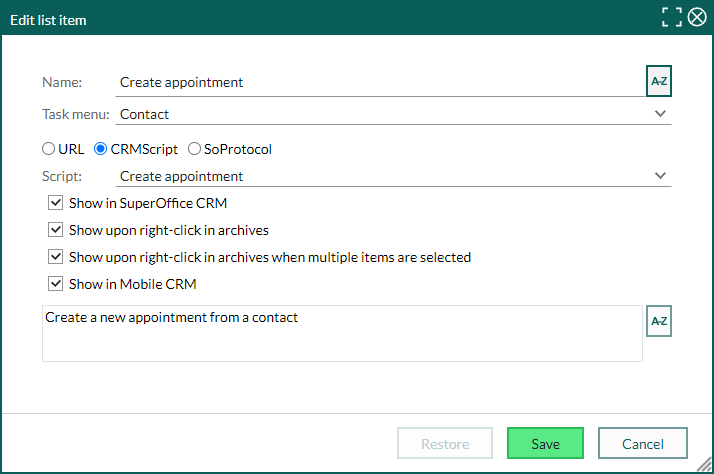 Edit list item
Name: Create appointment A-Z
Task menu: Contact
URL CRMScript SoProtocol
Script: Create appointment
Show in SuperOffice CRM
Show upon right-click in archives
Show upon right-click in archives when multiple items are selected
Show in Mobile CRM
Create a new appointment from a contact A-Z
Restore Save Cancel